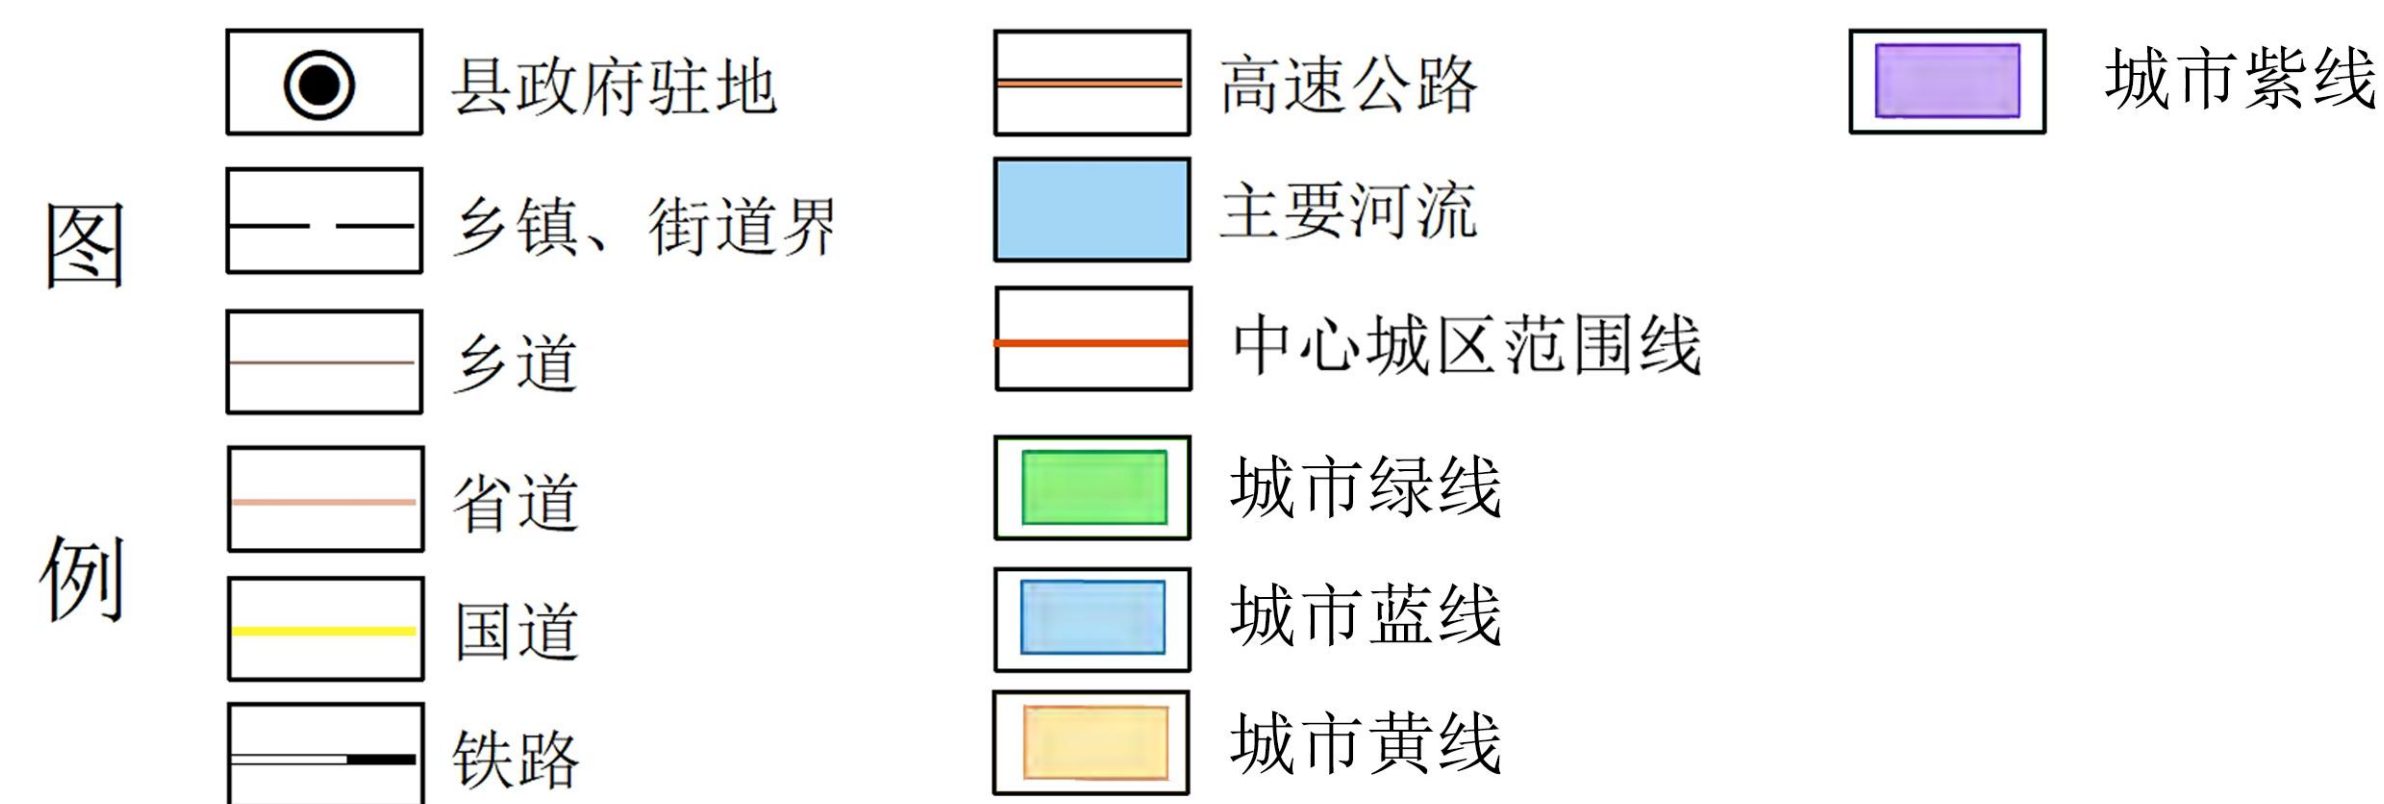 图例
县政府驻地
乡镇、街道界
乡道
省道
国道
铁路
高速公路
主要河流
中心城区范围线
城市绿线
城市蓝线
城市黄线
城市紫线